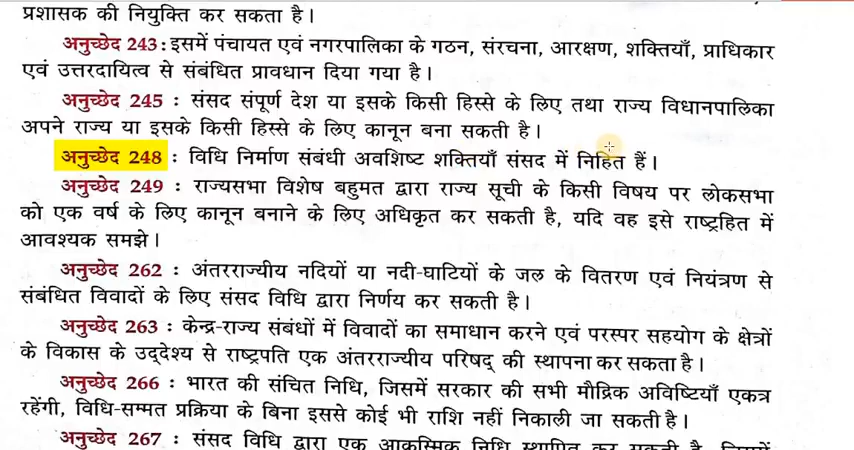 प्रशासक की नियुक्ति कर सकता है।
अनुच्छेद 243 : इसमें पंचायत एवं नगरपालिका के गठन, संरचना, आरक्षण, शक्तियाँ, प्राधिकार
एवं उत्तरदायित्व से संबंधित प्रावधान दिया गया है।
अनुच्छेद 245 : संसद संपूर्ण देश या इसके किसी हिस्से के लिए तथा राज्य विधानपालिका
अपने राज्य या इसके किसी हिस्से के लिए कानून बना सकती है।
अनुच्छेद 248 : विधि निर्माण संबंधी अवशिष्ट शक्तियाँ संसद में निहित हैं।
अनुच्छेद 249 : राज्यसभा विशेष बहुमत द्वारा राज्य सूची के किसी विषय पर लोकसभा
को एक वर्ष के लिए कानून बनाने के लिए अधिकृत कर सकती है, यदि वह इसे राष्ट्रहित में
आवश्यक समझे।
अनुच्छेद 262 : अंतरराज्यीय नदियों या नदी-घाटियों के जल के वितरण एवं नियंत्रण से
संबंधित विवादों के लिए संसद विधि द्वारा निर्णय कर सकती है।
अनुच्छेद 263 : केन्द्र-राज्य संबंधों में विवादों का समाधान करने एवं परस्पर सहयोग के क्षेत्रों
के विकास के उद्देश्य से राष्ट्रपति एक अंतरराज्यीय परिषद् की स्थापना कर सकता है।
अनुच्छेद 266 : भारत की संचित निधि, जिसमें सरकार की सभी मौद्रिक अविष्टियाँ एकत्र
रहेंगी, विधि-सम्मत प्रक्रिया के बिना इससे कोई भी राशि नहीं निकाली जा सकती है।
अनुच्छेद 267 : संसद विधि द्वारा एक आकस्मिक निधि स्थापित कर सकती है, जिसमें